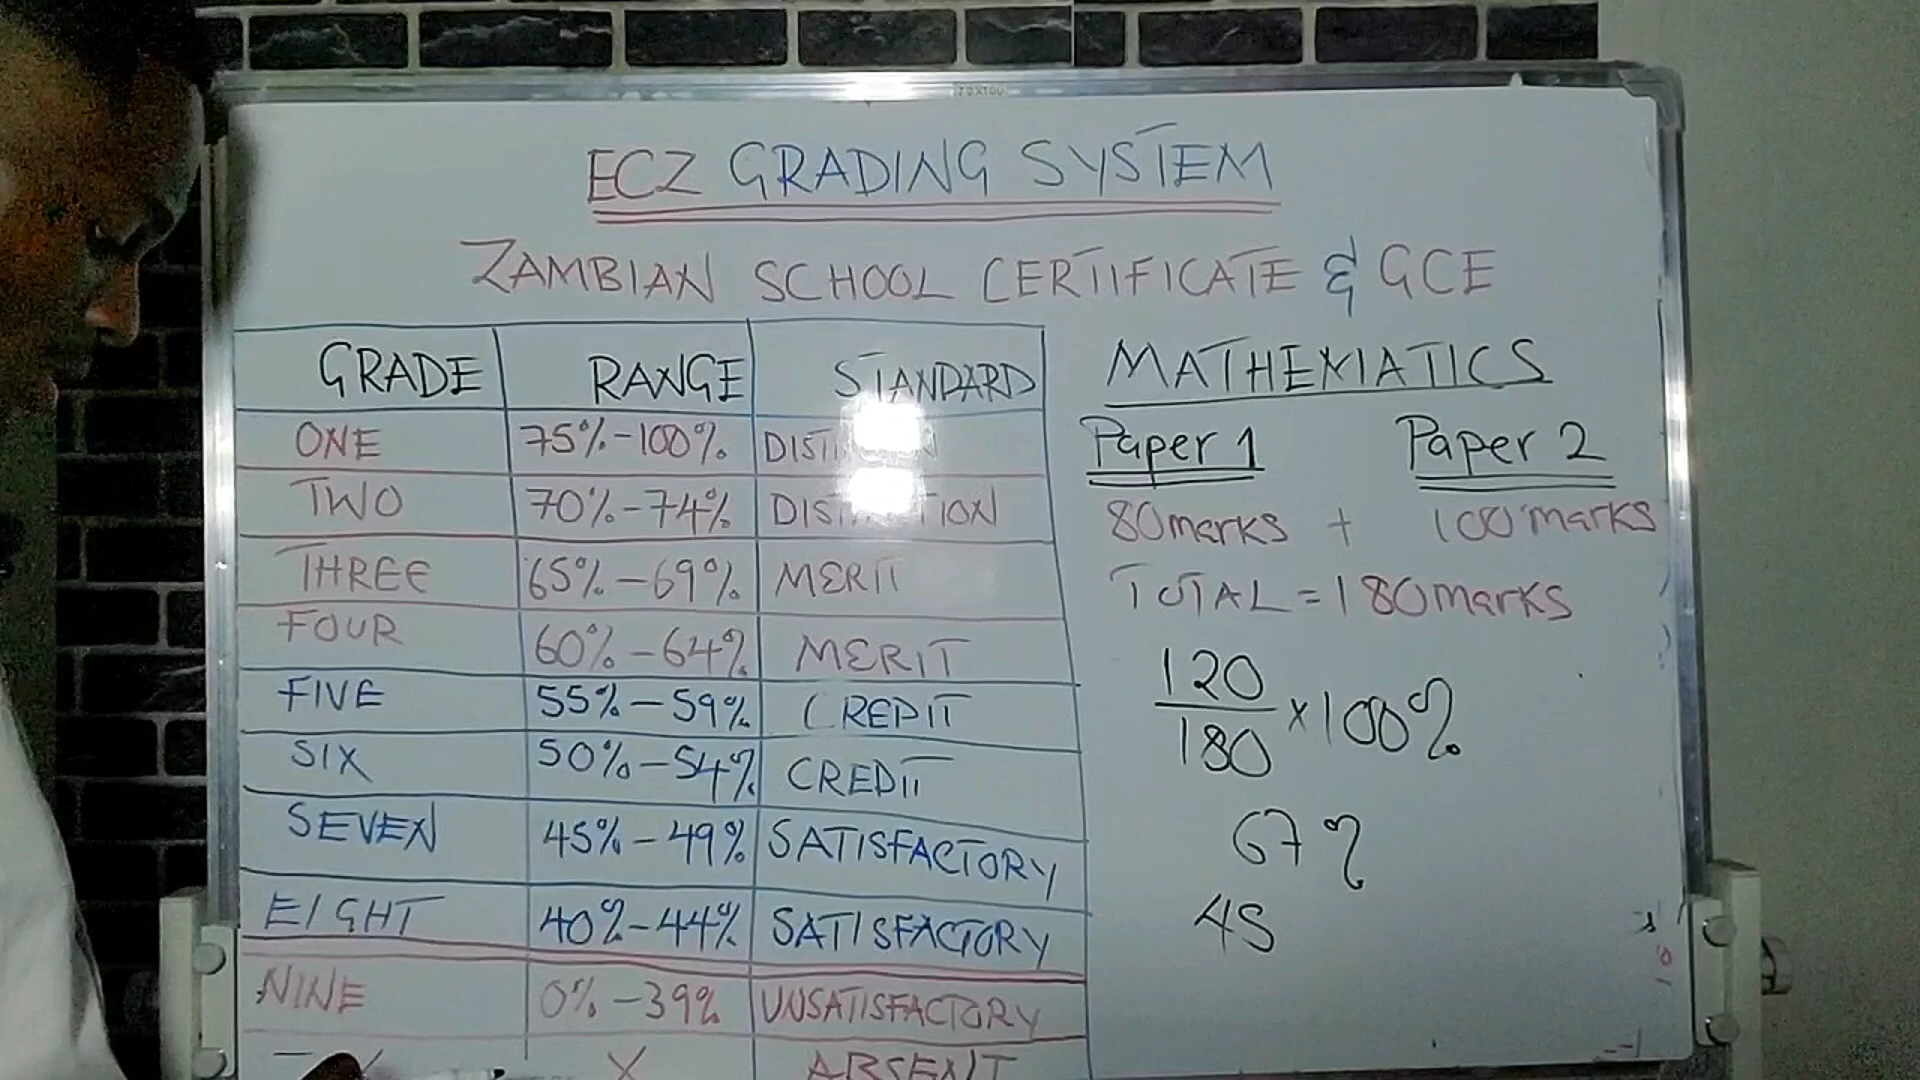 ECZ GRADING SYSTEM
ZAMBIAN SCHOOL CERTIFICATE & GCE
GRADE RANGE STANDARD
ONE 75%-100%
TWO 70%-74%
THREE 65%-69% MERIT
FOUR 60%-64% MERIT
FIVE 55%-59% CREDIT
SIX 50%-54% CREDIT
SEVEN 45%-49% SATISFACTORY
EIGHT 40%-44% SATISFACTORY
NINE 0%-39% UNSATISFACTORY
X ABSENT
MATHEMATICS
Paper 1 Paper 2
80marks + 100marks
TOTAL = 180marks
120
180 ×100%
67%
45